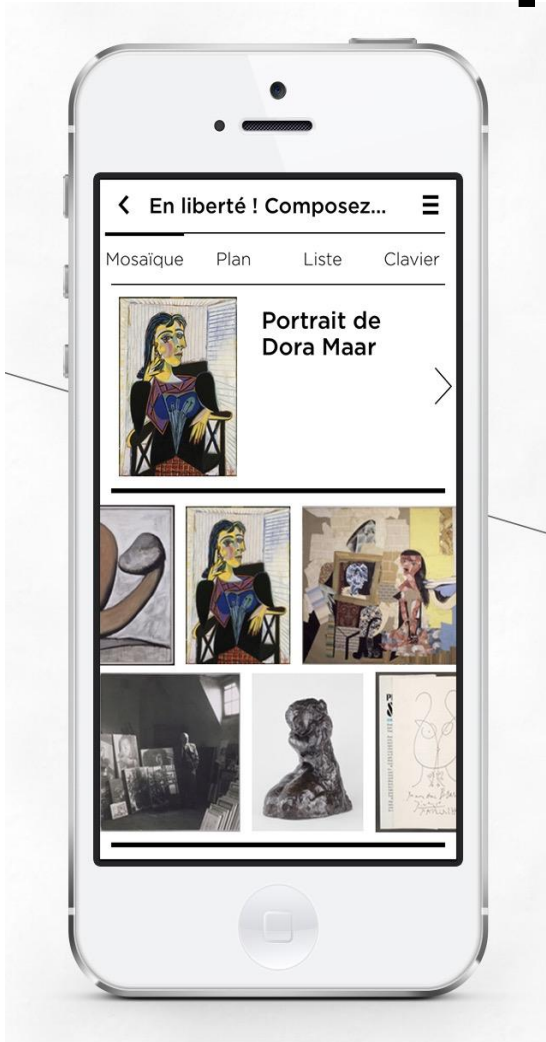 En liberté ! Composez...
Mosaïque Plan Liste Clavier
Portrait de
Dora Maar